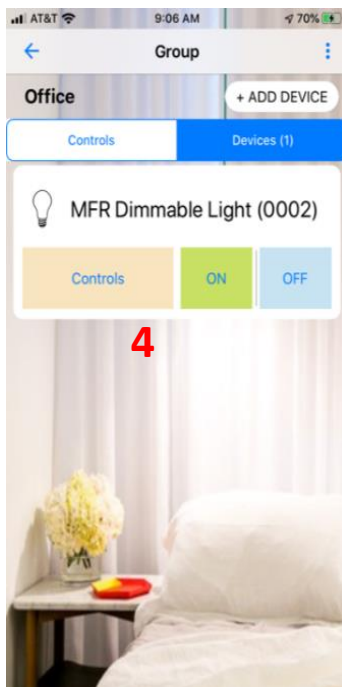 AT&T 9:06 AM 70%
Group
Office + ADD DEVICE
Controls Devices (1)
MFR Dimmable Light (0002)
Controls ON OFF
4